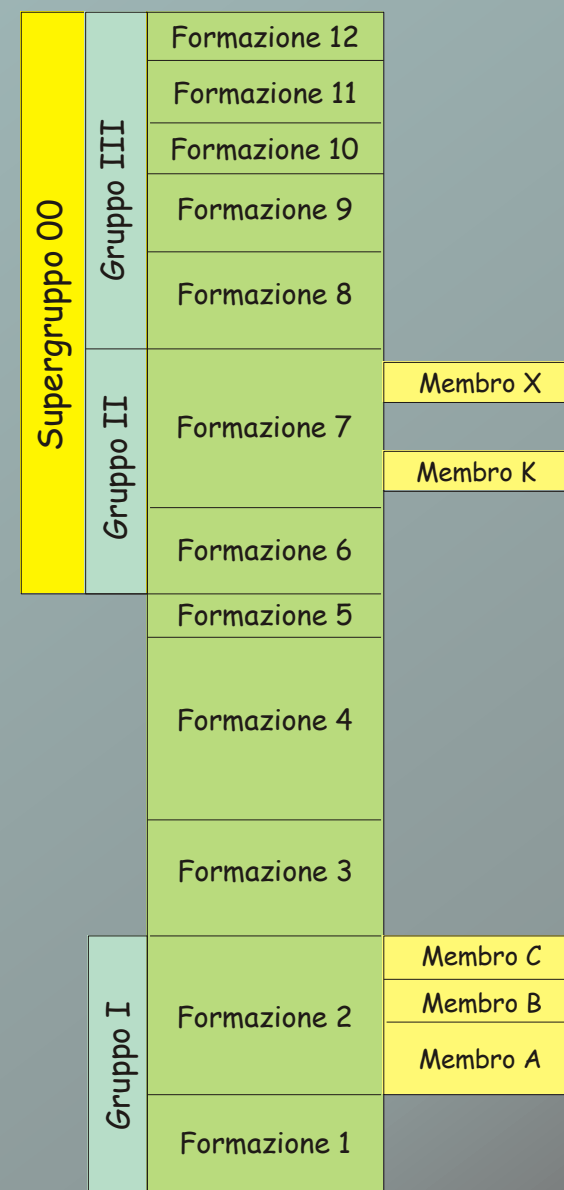 Supergruppo 00
Gruppo III
Formazione 12
Formazione 11
Formazione 10
Formazione 9
Formazione 8
Gruppo II
Formazione 7
Membro X
Membro K
Formazione 6
Formazione 5
Formazione 4
Formazione 3
Gruppo I
Formazione 2
Membro C
Membro B
Membro A
Formazione 1